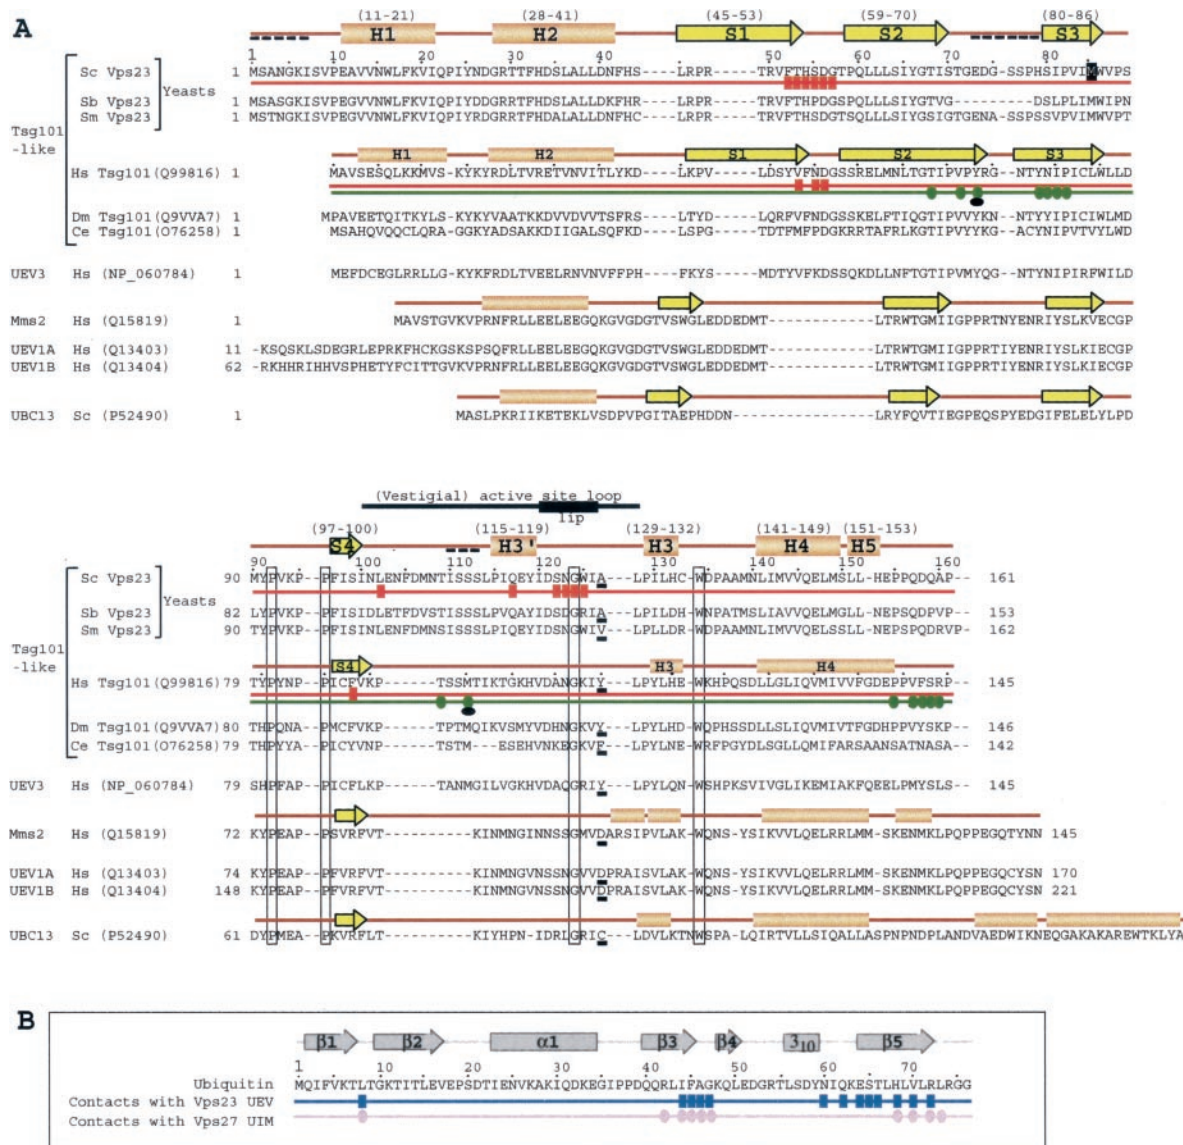 A
(11-21) (28-41) (45-53) (59-70) (80-86)
H1 H2 S1 S2 S3
1 10 20 30 40 50 60 70 80
Sc Vps23 1 MSANGKISVPEAVVNWLFKVIQPIYNDGRTTFHDSLALLDNFHS----LRPR----TRVFTHSDGTPQLLLSIYGTISTGEDG--SSPHSIPVIMWVPS
Yeasts
Sb Vps23 1 MSASGKISVPEGVVNWLFKVIQPIYDDGRRTFHDSLALLDKFHS----LRPR----TRVFTHPDGSPQLLLSIYGTVG--------DSLPLIMWIPN
Sm Vps23 1 MSTNGKISVPEGVVNWLFKVIQPIYNDGRTTFHDALALLDNFHC----LRPR----TRVFTHSDGTSQLLLSIYGSIGTGENA--SSPSSVPVIMWVPT
Tsg101
-like
H1 H2 S1 S2 S3
Hs Tsg101(Q99816) 1 MAVSESQLKKMVS-KYKYRDLTVRETVNVITLYKD----LKPV----LDSYVFNDGSSRELMNLTGTIPVPYRGN---NTYNIPICLWLLD
Dm Tsg101(Q9VVA7) 1 MPAVEETQITKYLS-KYKYVAATKKDVVDVVTSFRS----LTYD----LQRFVFNDGSSKELFTIQGTIPVVYKN---NTYYIPICIWLMD
Ce Tsg101(O76258) 1 MSAHQVQQCLQRA-GGKYADSAKKDIIGALSQFKD----LSPG----TDTFMFPDGKRRTAFRLKGTIPVYYKG---ACYNIPVTVYLWD
UEV3 Hs (NP_060784) 1 MEFDCEGLRRLLG-KYKFRDLTVEELRNVNVFFPH----FKYS----MDTYVFKDSSQKDLLNFTGTIPVMYQG---NTYNIPIRFWILD
Mms2 Hs (Q15819) 1 MAVSTGVKVPRNFRLLEELEEGQKGVGDGTVSWGLEDDEDMT------------LTRWTGMIIGPPRTNYENRIYSLKVECGP
UEV1A Hs (Q13403) 11 -KSQSKLSDEGRLEPRKFHCKGSKSPSQFRLLEELEEGQKGVGDGTVSWGLEDDEDMT------------LTRWTGMIIGPPRTIYENRIYSLKIECGP
UEV1B Hs (Q13404) 62 -RKHHRIHHVSPHETYFCITTGVKVPRNFRLLEELEEGQKGVGDGTVSWGLEDDEDMT------------LTRWTGMIIGPPRTIYENRIYSLKIECGP
UBC13 Sc (P52490) 1 MASLPKRIIKETEKLVSDPVPGITAEPHDDN-----------------LRYFQVTIEGPEQSPYEDGIFELELYLPD
(Vestigial) active site loop
lip
(97-100) (115-119) (129-132) (141-149) (151-153)
S4 H3' H3 H4 H5
90 100 110 120 130 140 150 160
Sc Vps23 90 MYPVKP--PFISINLENFDMNTISSSLPIQEYIDSNGWIA---LPILHCWDPAAMNLIMVVQELMSLL-HEPPQDQAP-- 161
Yeasts
Sb Vps23 82 LYPVKP--PFISIDLETFDVSTISSSLPVQAYIDSDGRIA---LPILDH-WNPATMSLIAVVQELMGLL-NEPSQDPVP- 153
Sm Vps23 90 TYPVKP--PFISINLENFDMNSISSSLPIQEYIDSNGWIV---LPLLDR-WDPAAMNLIMVVQELSSLL-NEPSPQDRVP- 162
Tsg101
-like
S4 H3 H4
Hs Tsg101(Q99816) 79 TYPYNP--PICFVKP------TSSMTIKTGKHVDANGKIY---LPYLHE-WKHPQSDLLGLIQVMIVVFGDEPPVFSRP 145
Dm Tsg101(Q9VVA7) 80 THPQNA--PMCFVKP------TPTMQIKVSMYVDHNGKVY---LPYLHD-WQPHSSDLLSLIQVMIVTFGDHPPVYSKP- 146
Ce Tsg101(O76258) 79 THPYYA--PICYVNP------TSTM---ESEHVNKEGKVF---LPYLNE-WRFPGYDLSGLLQMIFARSAANSATNASA- 142
UEV3 Hs (NP_060784) 79 SHPFAP--PICFLKP------TANMGILVGKHVDAQGRIY---LPYLQN-WSHPKSVIVGLIKEMIAKFQEELPMYSLS- 145
Mms2 Hs (Q15819) 72 KYPEAP--PSVRFVT------------KINMNGINNSSGMVDARSIPVLAK-WQNS-YSIKVVLQELRRLMM-SKENMKLPQPPEGQTYNN 145
UEV1A Hs (Q13403) 74 KYPEAP--PFVRFVT------------KINMNGVNSSNGVVDPRAISVLAK-WQNS-YSIKVVLQELRRLMM-SKENMKLPQPPEGQCYSN 170
UEV1B Hs (Q13404) 148 KYPEAP--PFVRFVT------------KINMNGVNSSNGVVDPRAISVLAK-WQNS-YSIKVVLQELRRLMM-SKENMKLPQPPEGQCYSN 221
UBC13 Sc (P52490) 61 DYPMEA--PKVRFLT------------KIYHPN-IDRLGRIC---LDVLKTNWSPA-LQIRTVLLSIQALLASPNPNDPLANDVAEDWIKNEQGAKAKAREWTKLYA
B
β1 β2 α1 β3 β4 3₁₀ β5
1 10 20 30 40 50 60 70
Ubiquitin MQIFVKTLTGKTITLEVEPSDTIENVKAKIQDKEGIPPDQQRLIFAGKQLEDGRTLSDYNIQKESTLHLVLRLRGG
Contacts with Vps23 UEV
Contacts with Vps27 UIM